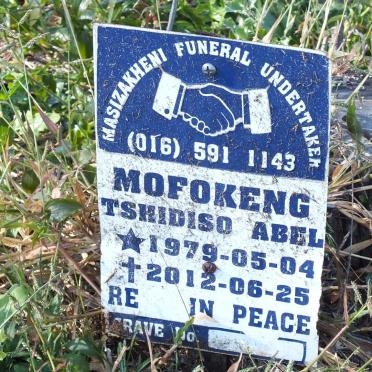 MASIZAKHENI FUNERAL UNDERTAKER
(016) 591 1143
MOFOKENG
TSHIDISO ABEL
1979-05-04
2012-06-25
RE IN PEACE
GRAVE No.